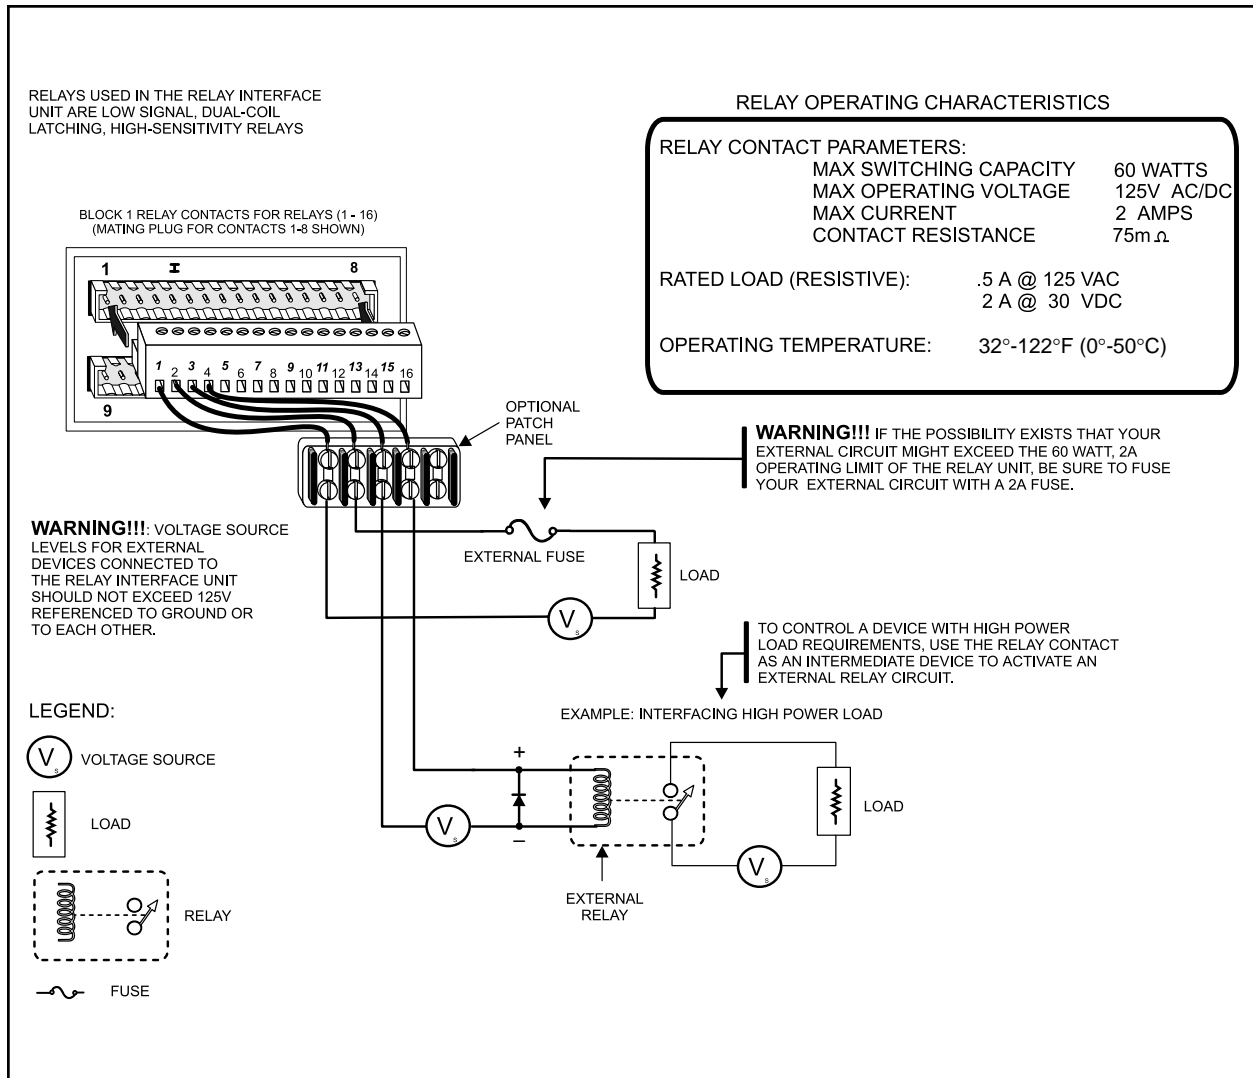 RELAYS USED IN THE RELAY INTERFACE
UNIT ARE LOW SIGNAL, DUAL-COIL
LATCHING, HIGH-SENSITIVITY RELAYS
RELAY OPERATING CHARACTERISTICS
RELAY CONTACT PARAMETERS:
MAX SWITCHING CAPACITY 60 WATTS
MAX OPERATING VOLTAGE 125V AC/DC
MAX CURRENT 2 AMPS
CONTACT RESISTANCE 75m Ω
RATED LOAD (RESISTIVE): .5 A @ 125 VAC
2 A @ 30 VDC
OPERATING TEMPERATURE: 32°-122°F (0°-50°C)
BLOCK 1 RELAY CONTACTS FOR RELAYS (1 - 16)
(MATING PLUG FOR CONTACTS 1-8 SHOWN)
1 8
1 2 3 4 5 6 7 8 9 10 11 12 13 14 15 16
9
OPTIONAL
PATCH
PANEL
WARNING!!! IF THE POSSIBILITY EXISTS THAT YOUR
EXTERNAL CIRCUIT MIGHT EXCEED THE 60 WATT, 2A
OPERATING LIMIT OF THE RELAY UNIT, BE SURE TO FUSE
YOUR EXTERNAL CIRCUIT WITH A 2A FUSE.
WARNING!!!: VOLTAGE SOURCE
LEVELS FOR EXTERNAL
DEVICES CONNECTED TO
THE RELAY INTERFACE UNIT
SHOULD NOT EXCEED 125V
REFERENCED TO GROUND OR
TO EACH OTHER.
EXTERNAL FUSE
LOAD
Vs
TO CONTROL A DEVICE WITH HIGH POWER
LOAD REQUIREMENTS, USE THE RELAY CONTACT
AS AN INTERMEDIATE DEVICE TO ACTIVATE AN
EXTERNAL RELAY CIRCUIT.
EXAMPLE: INTERFACING HIGH POWER LOAD
+
Vs
–
LOAD
Vs
EXTERNAL
RELAY
LEGEND:
Vs VOLTAGE SOURCE
LOAD
RELAY
FUSE